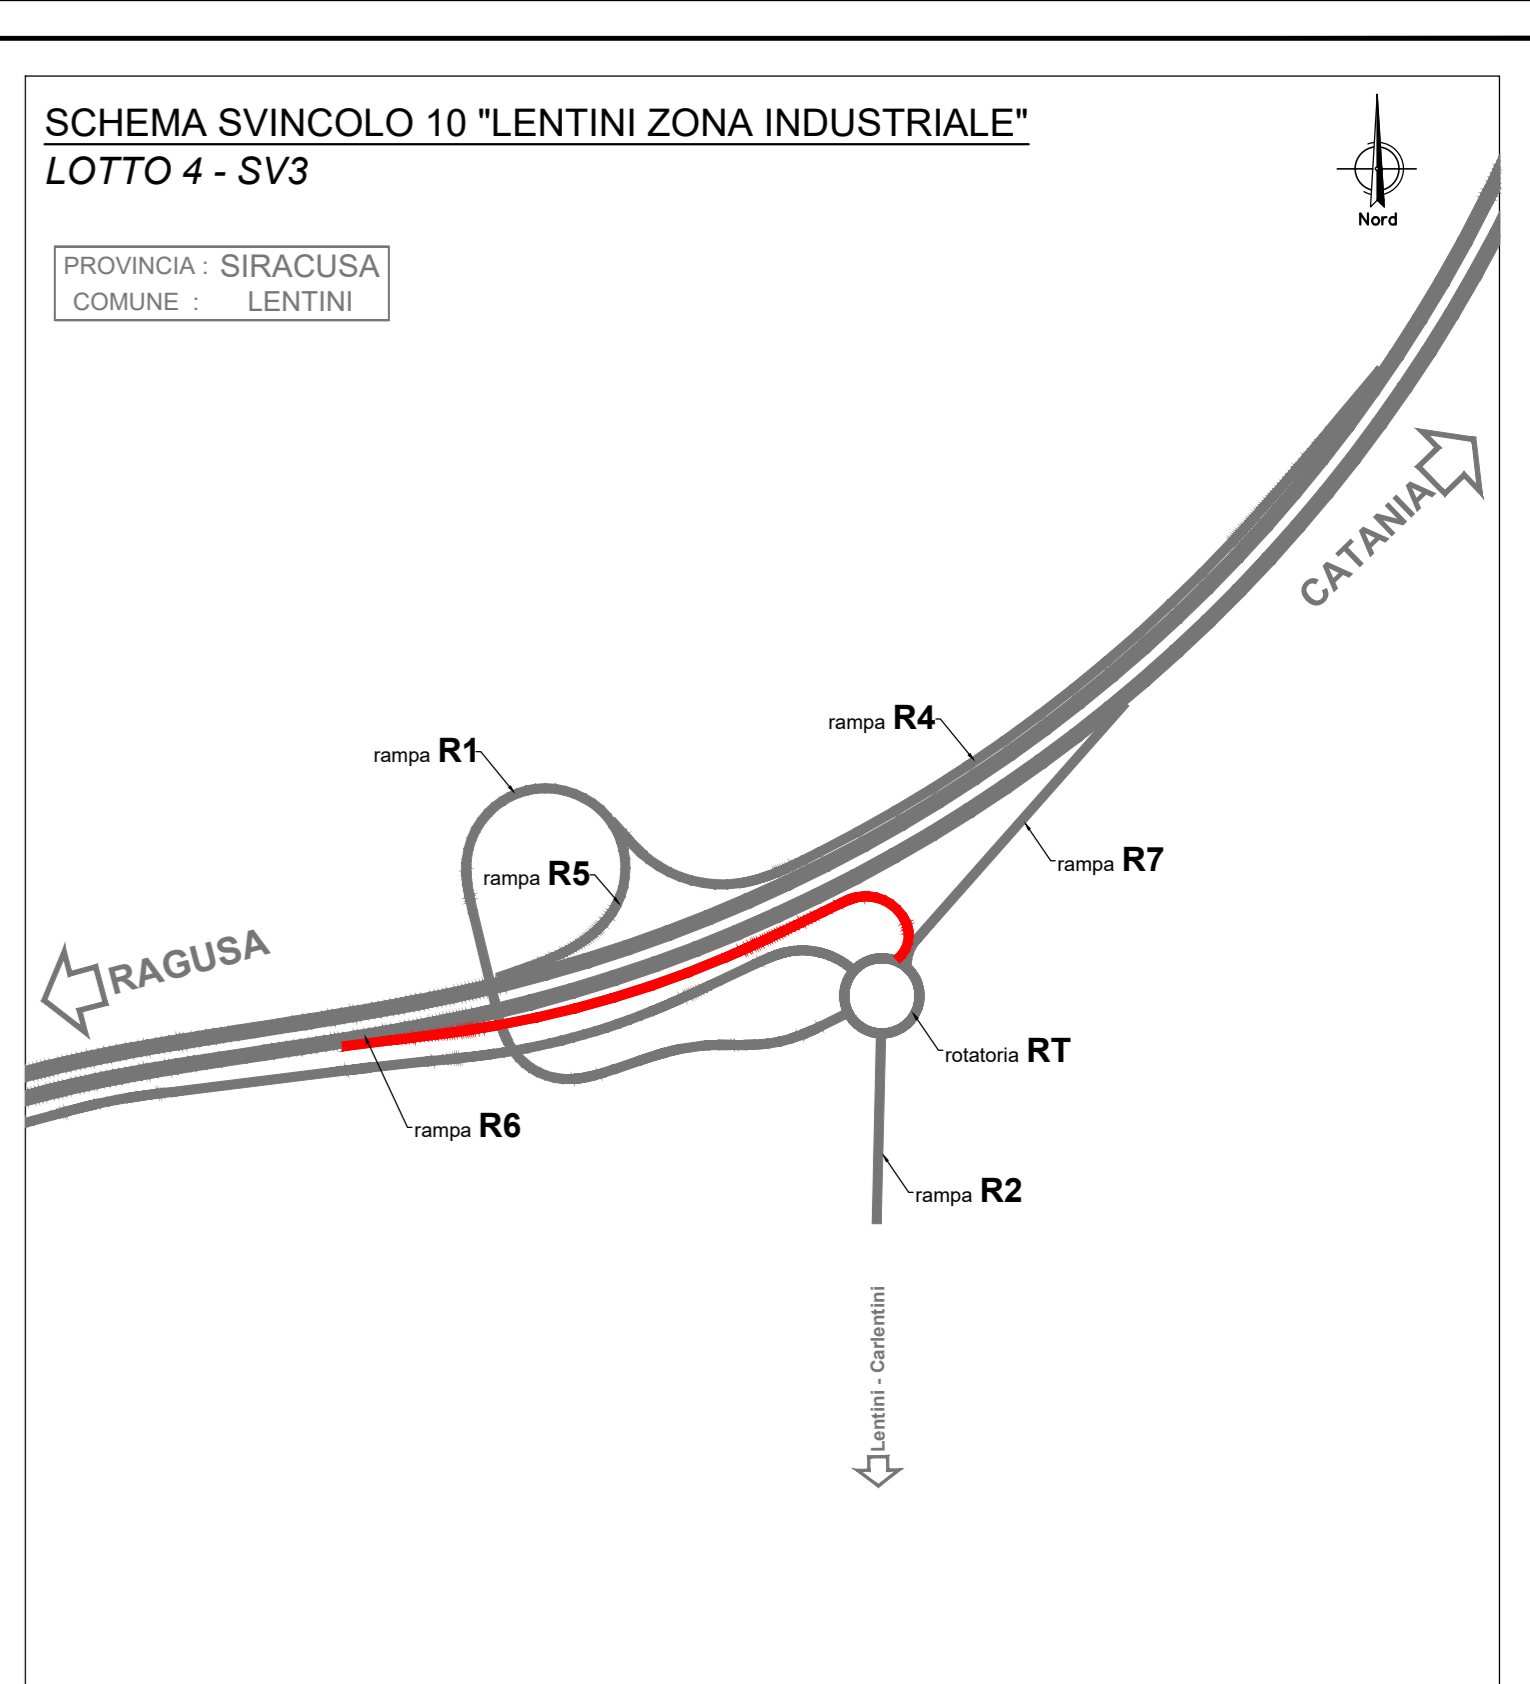 SCHEMA SVINCOLO 10 "LENTINI ZONA INDUSTRIALE"
LOTTO 4 - SV3
Nord
PROVINCIA : SIRACUSA
COMUNE : LENTINI
CATANIA
rampa R4
rampa R1
rampa R7
rampa R5
RAGUSA
rotatoria RT
rampa R6
rampa R2
Lentini - Carlentini